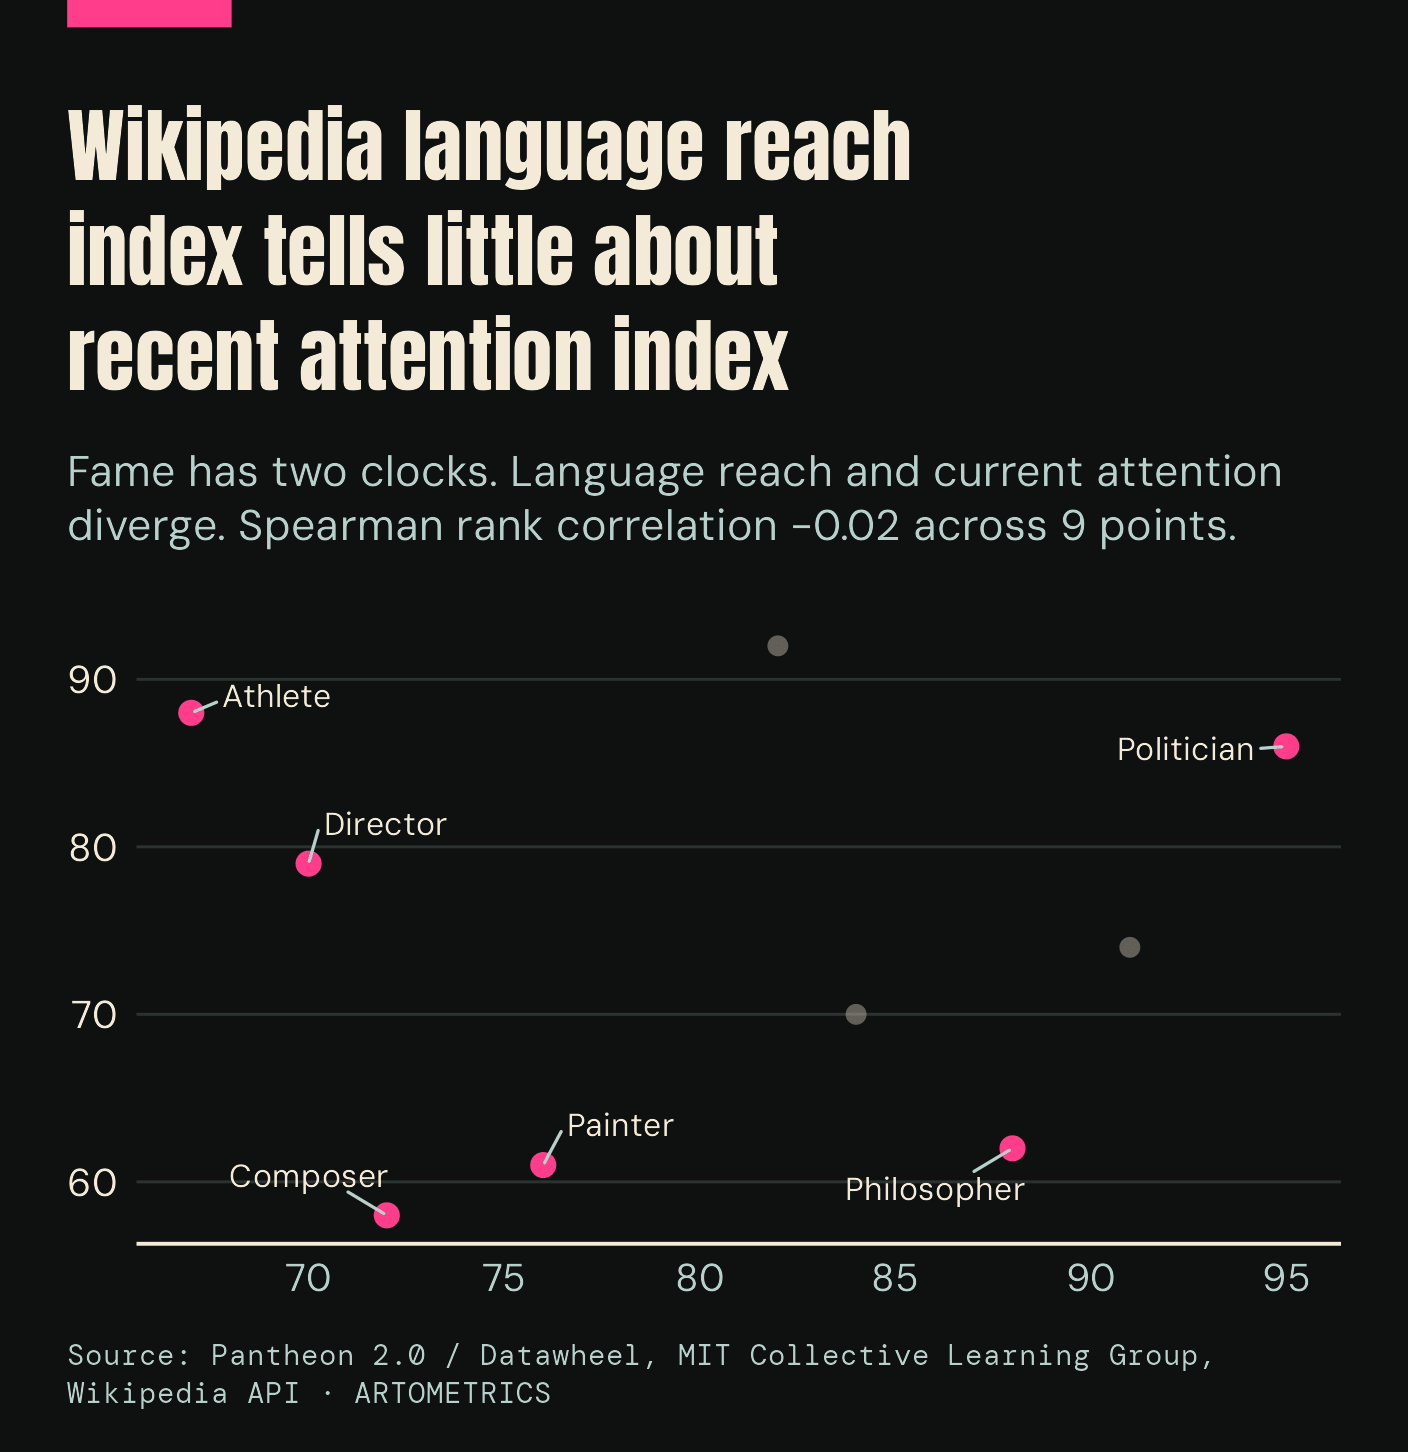 Wikipedia language reach
index tells little about
recent attention index
Fame has two clocks. Language reach and current attention
diverge. Spearman rank correlation −0.02 across 9 points.
90
Athlete
Politician
Director
80
70
Painter
Composer
60
Philosopher
70 75 80 85 90 95
Source: Pantheon 2.0 / Datawheel, MIT Collective Learning Group,
Wikipedia API · ARTOMETRICS